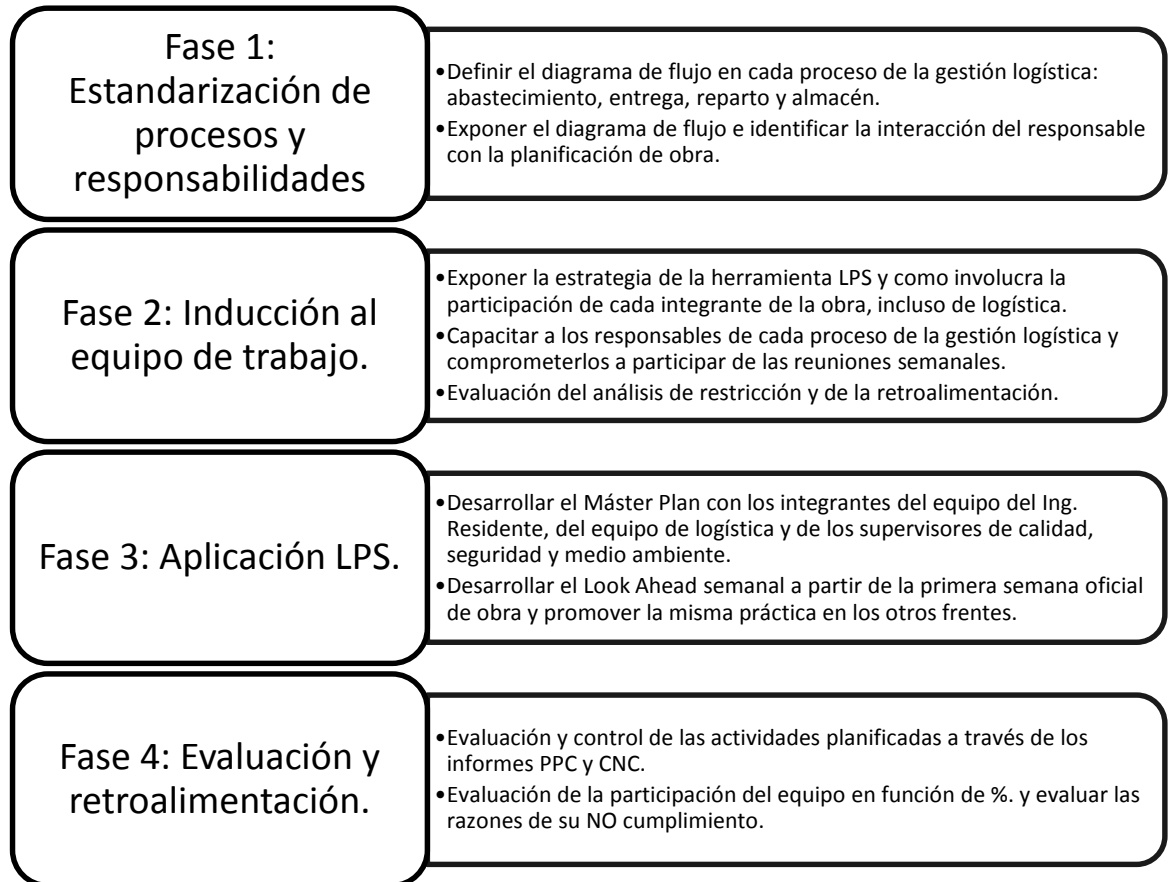 Fase 1:
Estandarización de
procesos y
responsabilidades
•Definir el diagrama de flujo en cada proceso de la gestión logística:
abastecimiento, entrega, reparto y almacén.
•Exponer el diagrama de flujo e identificar la interacción del responsable
con la planificación de obra.
Fase 2: Inducción al
equipo de trabajo.
•Exponer la estrategia de la herramienta LPS y como involucra la
participación de cada integrante de la obra, incluso de logística.
•Capacitar a los responsables de cada proceso de la gestión logística y
comprometerlos a participar de las reuniones semanales.
•Evaluación del análisis de restricción y de la retroalimentación.
Fase 3: Aplicación LPS.
•Desarrollar el Máster Plan con los integrantes del equipo del Ing.
Residente, del equipo de logística y de los supervisores de calidad,
seguridad y medio ambiente.
•Desarrollar el Look Ahead semanal a partir de la primera semana oficial
de obra y promover la misma práctica en los otros frentes.
Fase 4: Evaluación y
retroalimentación.
•Evaluación y control de las actividades planificadas a través de los
informes PPC y CNC.
•Evaluación de la participación del equipo en función de %. y evaluar las
razones de su NO cumplimiento.